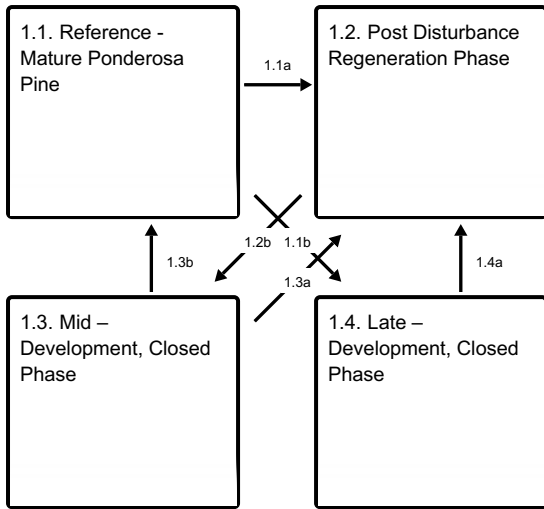 1.1. Reference -
Mature Ponderosa
Pine
1.1a
1.2. Post Disturbance
Regeneration Phase
1.2b
1.1b
1.3b
1.3a
1.4a
1.3. Mid –
Development, Closed
Phase
1.4. Late –
Development, Closed
Phase